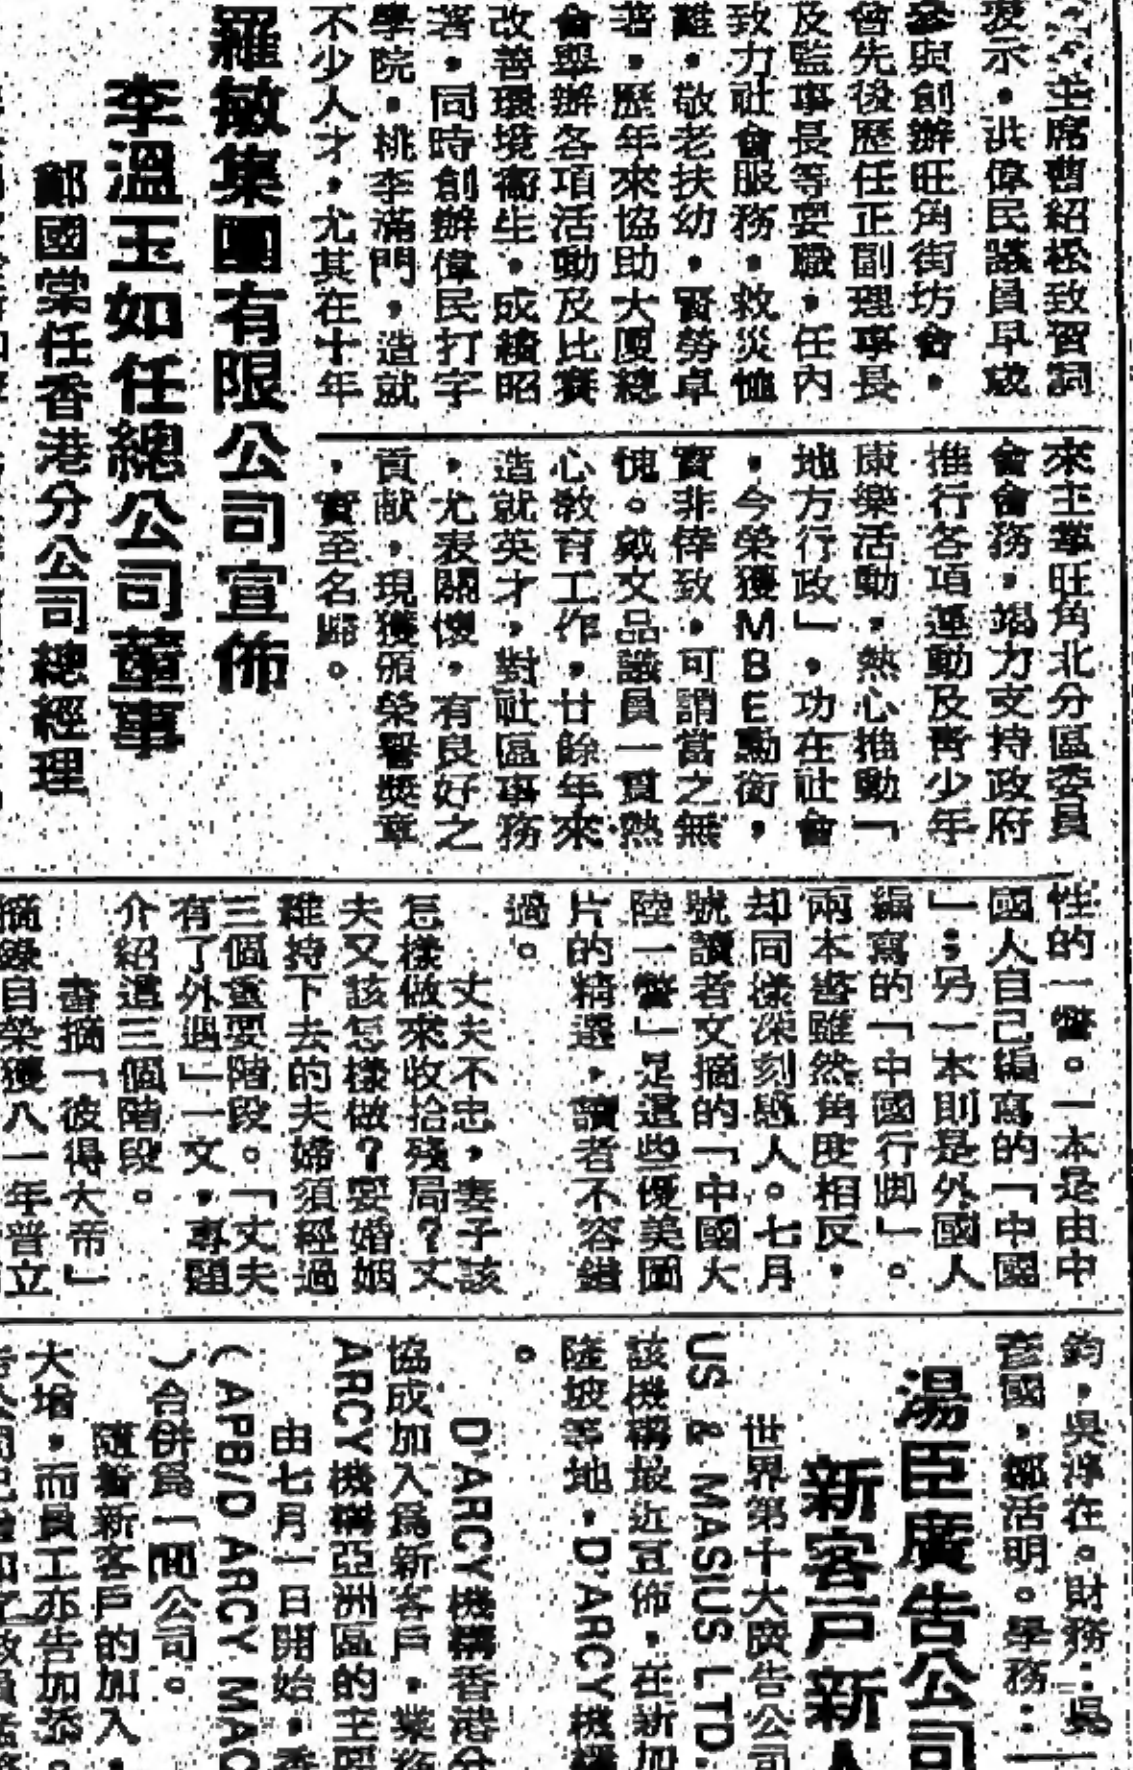 主席曹紹松致賀詞
表示,洪偉民議員早歲
參與創辦旺角街坊會,
曾先後歷任正副理事長
及監事長等要職,任內
致力社會服務,救災恤
難,敬老扶幼,賢勞卓
著,歷年來協助大廈總
會舉辦各項活動及比賽
改善環境衞生,成績昭
著,同時創辦偉民打字
學院,桃李滿門,造就
不少人才,尤其在十年
來主掌旺角北分區委員
會會務,竭力支持政府
推行各項運動及靑少年
康樂活動,熱心推動「
地方行政」,功在社會
,今榮獲MBE勳銜,
實非倖致,可謂當之無
愧。戚文品議員一貫熱
心敎育工作,廿餘年來
造就英才,對社區事務
,尤表關懷,有良好之
貢献,現獲頒榮譽獎章
,實至名歸。
羅敏集團有限公司宣佈
李溫玉如任總公司董事
鄭國棠任香港分公司總經理
性的一瞥。一本是由中
國人自己編寫的「中國
」;另一本則是外國人
編寫的「中國行脚」。
兩本書雖然角度相反,
却同樣深刻感人。七月
號讀者文摘的「中國大
陸一瞥」是這些優美圖
片的精選,讀者不容錯
過。
丈夫不忠,妻子該
怎樣做來收拾殘局?丈
夫又該怎樣做?要婚姻
維持下去的夫婦須經過
三個重要階段。「丈夫
有了外遇」一文,專題
介紹這三個階段。
書摘「彼得大帝」
摘錄自榮獲八一年普立
鈞,吳浮在。財務:吳
彥國,鄺活明。學務:
湯臣廣告公司
新客戶新人
世界第十大廣告公司
US & MASIUS LTD.
該機構最近宣佈,在新加
陸坡等地,D'ARCY機構
。
D'ARCY機構香港分
協成加入爲新客戶,業務
ARCY機構亞洲區的主要
由七月一日開始,香
( APB/D ARCY MAC
)合併爲一間公司。
隨着新客戶的加入,
大增,而員工亦告加添。